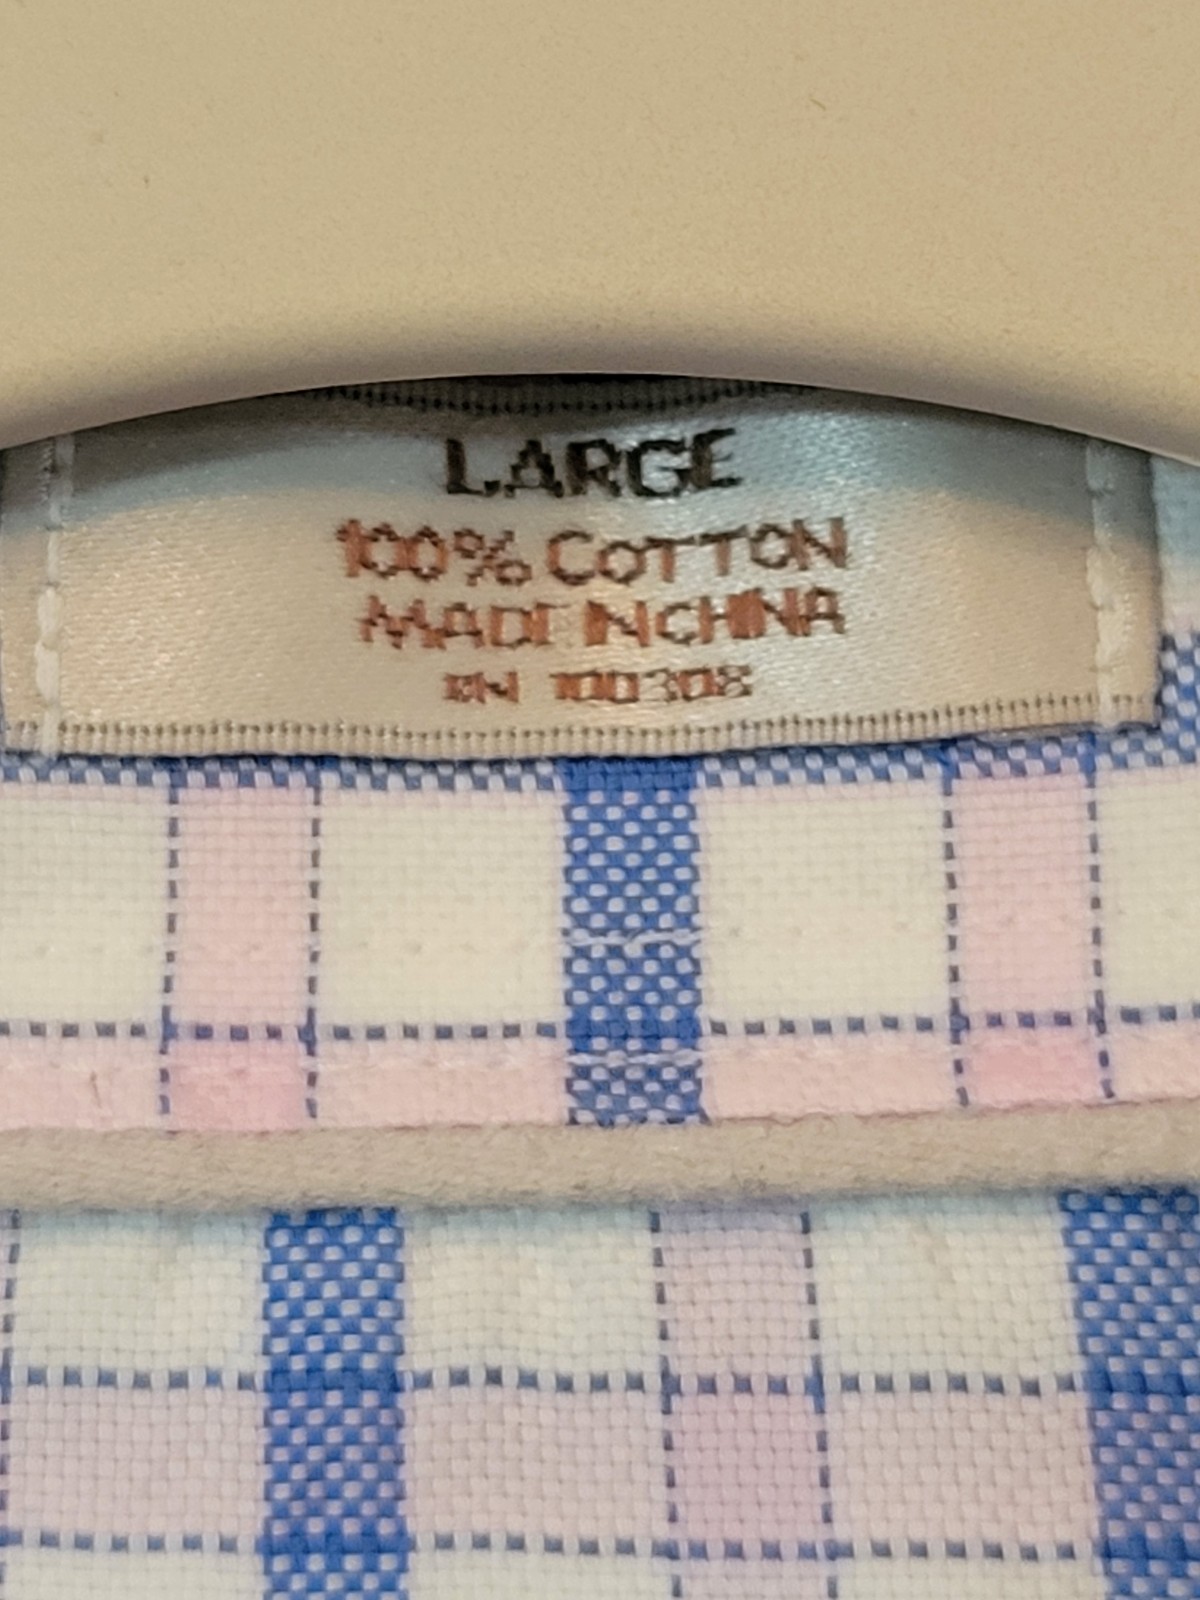 LARGE
100% COTTON
MADE IN CHINA
RN 100308